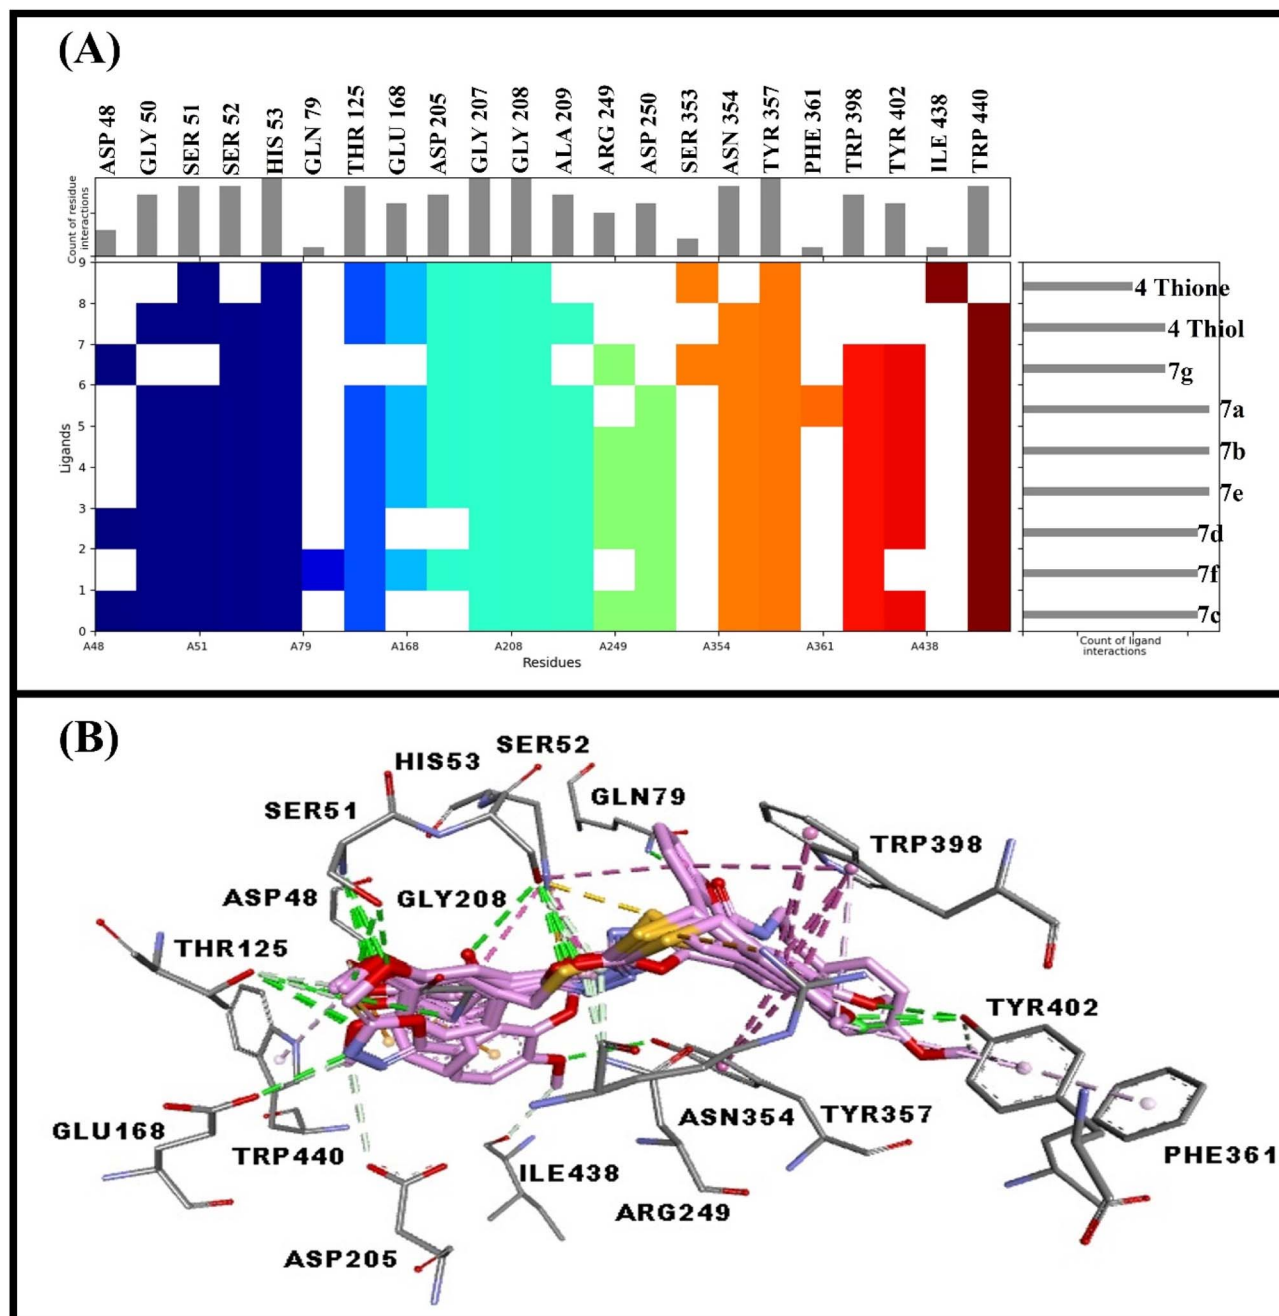 (A)
ASP 48
GLY 50
SER 51
SER 52
HIS 53
GLN 79
THR 125
GLU 168
ASP 205
GLY 207
GLY 208
ALA 209
ARG 249
ASP 250
SER 353
ASN 354
TYR 357
PHE 361
TRP 398
TYR 402
ILE 438
TRP 440
Count of residue
interactions
9
8
7
6
5
4
3
2
1
0
Ligands
A48
A51
A79
A168
A208
A249
A354
A361
A438
Residues
4 Thione
4 Thiol
7g
7a
7b
7e
7d
7f
7c
Count of ligand
interactions
(B)
SER52
HIS53
GLN79
SER51
TRP398
ASP48
GLY208
THR125
TYR402
GLU168
TRP440
ILE438
ASN354
TYR357
PHE361
ARG249
ASP205